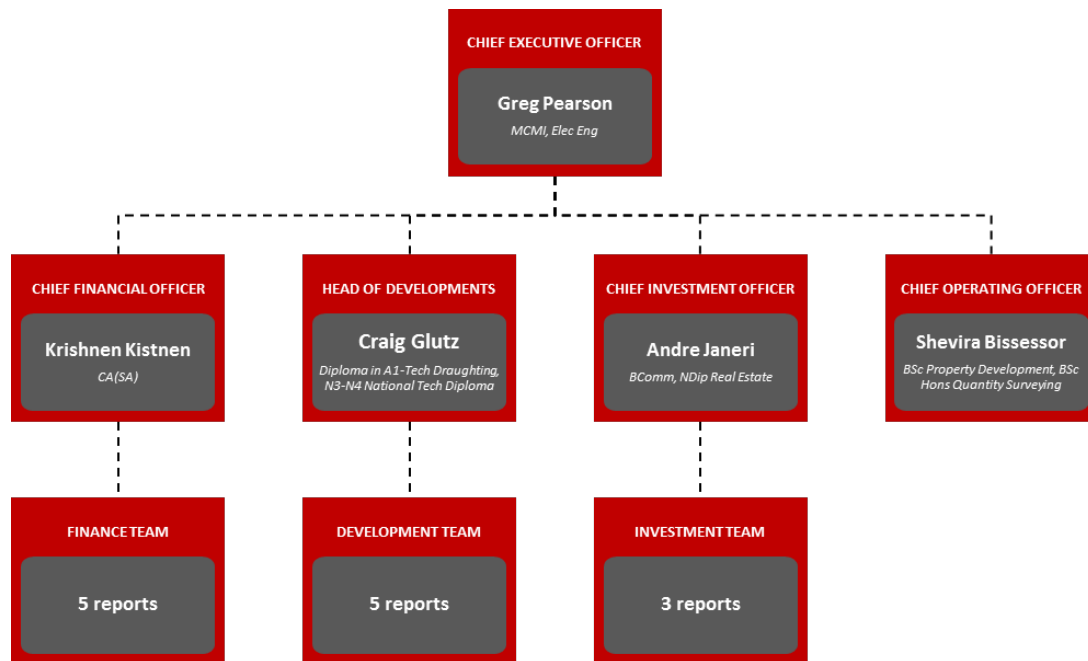 CHIEF EXECUTIVE OFFICER
Greg Pearson
MCMI, Elec Eng
CHIEF FINANCIAL OFFICER
Krishnen Kistnen
CA(SA)
HEAD OF DEVELOPMENTS
Craig Glutz
Diploma in A1-Tech Draughting,
N3-N4 National Tech Diploma
CHIEF INVESTMENT OFFICER
Andre Janeri
BComm, NDip Real Estate
CHIEF OPERATING OFFICER
Shevira Bissessor
BSc Property Development, BSc
Hons Quantity Surveying
FINANCE TEAM
5 reports
DEVELOPMENT TEAM
5 reports
INVESTMENT TEAM
3 reports